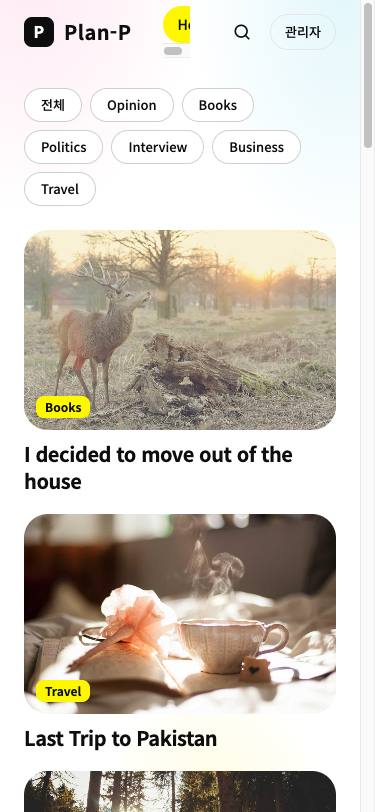 P Plan-P He 관리자
전체 Opinion Books
Politics Interview Business
Travel
Books
I decided to move out of the
house
Travel
Last Trip to Pakistan